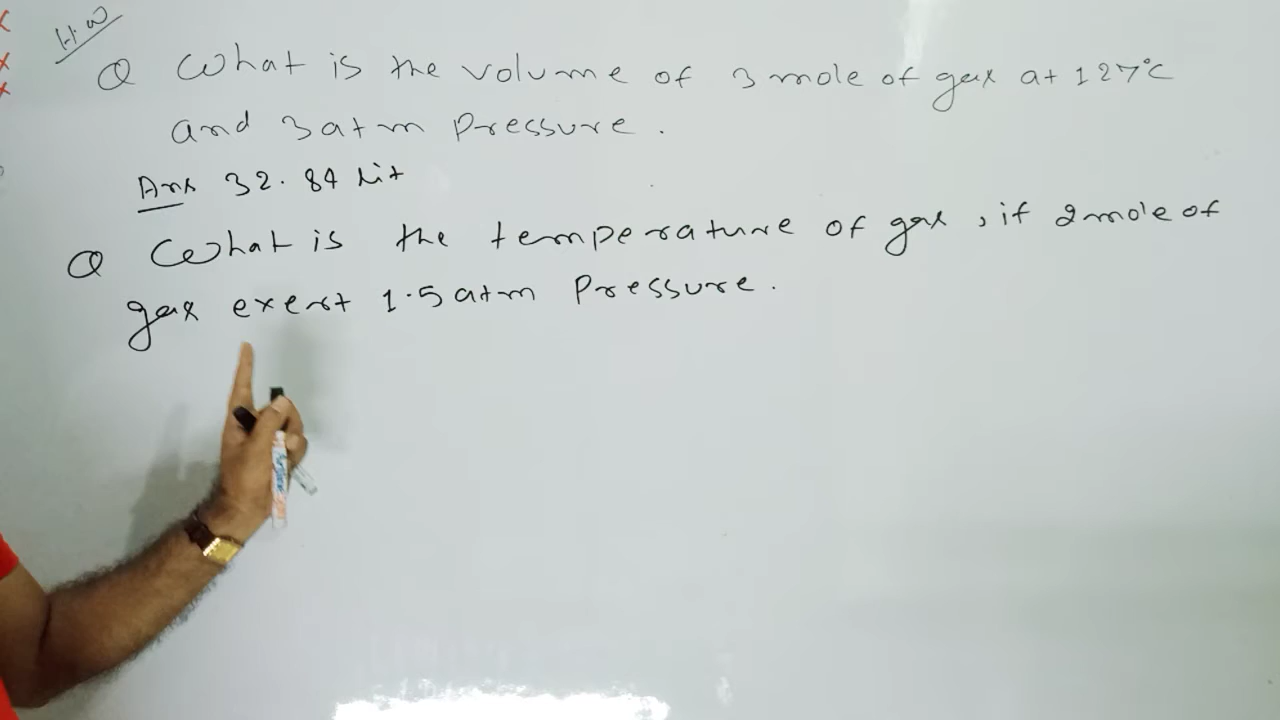 H.W
Q What is the volume of 3 mole of gas at 127°C
and 3 atm pressure.
Ans 32.84 Lit
Q What is the temperature of gas, if 2 mole of
gas exert 1.5 atm pressure.